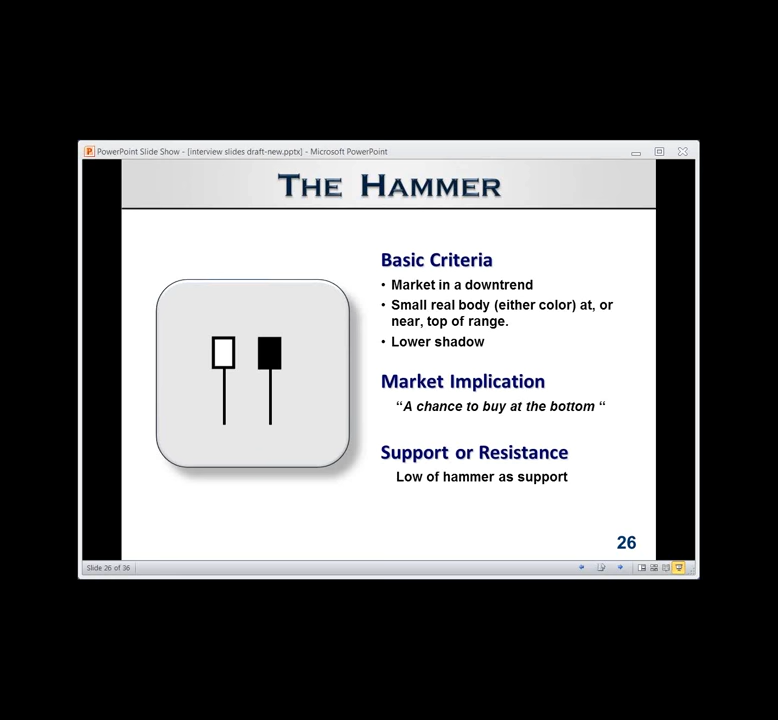 PowerPoint Slide Show - [interview slides draft-new.pptx] - Microsoft PowerPoint
The Hammer
Basic Criteria
• Market in a downtrend
• Small real body (either color) at, or
near, top of range.
• Lower shadow
Market Implication
“A chance to buy at the bottom “
Support or Resistance
Low of hammer as support
26
Slide 26 of 36